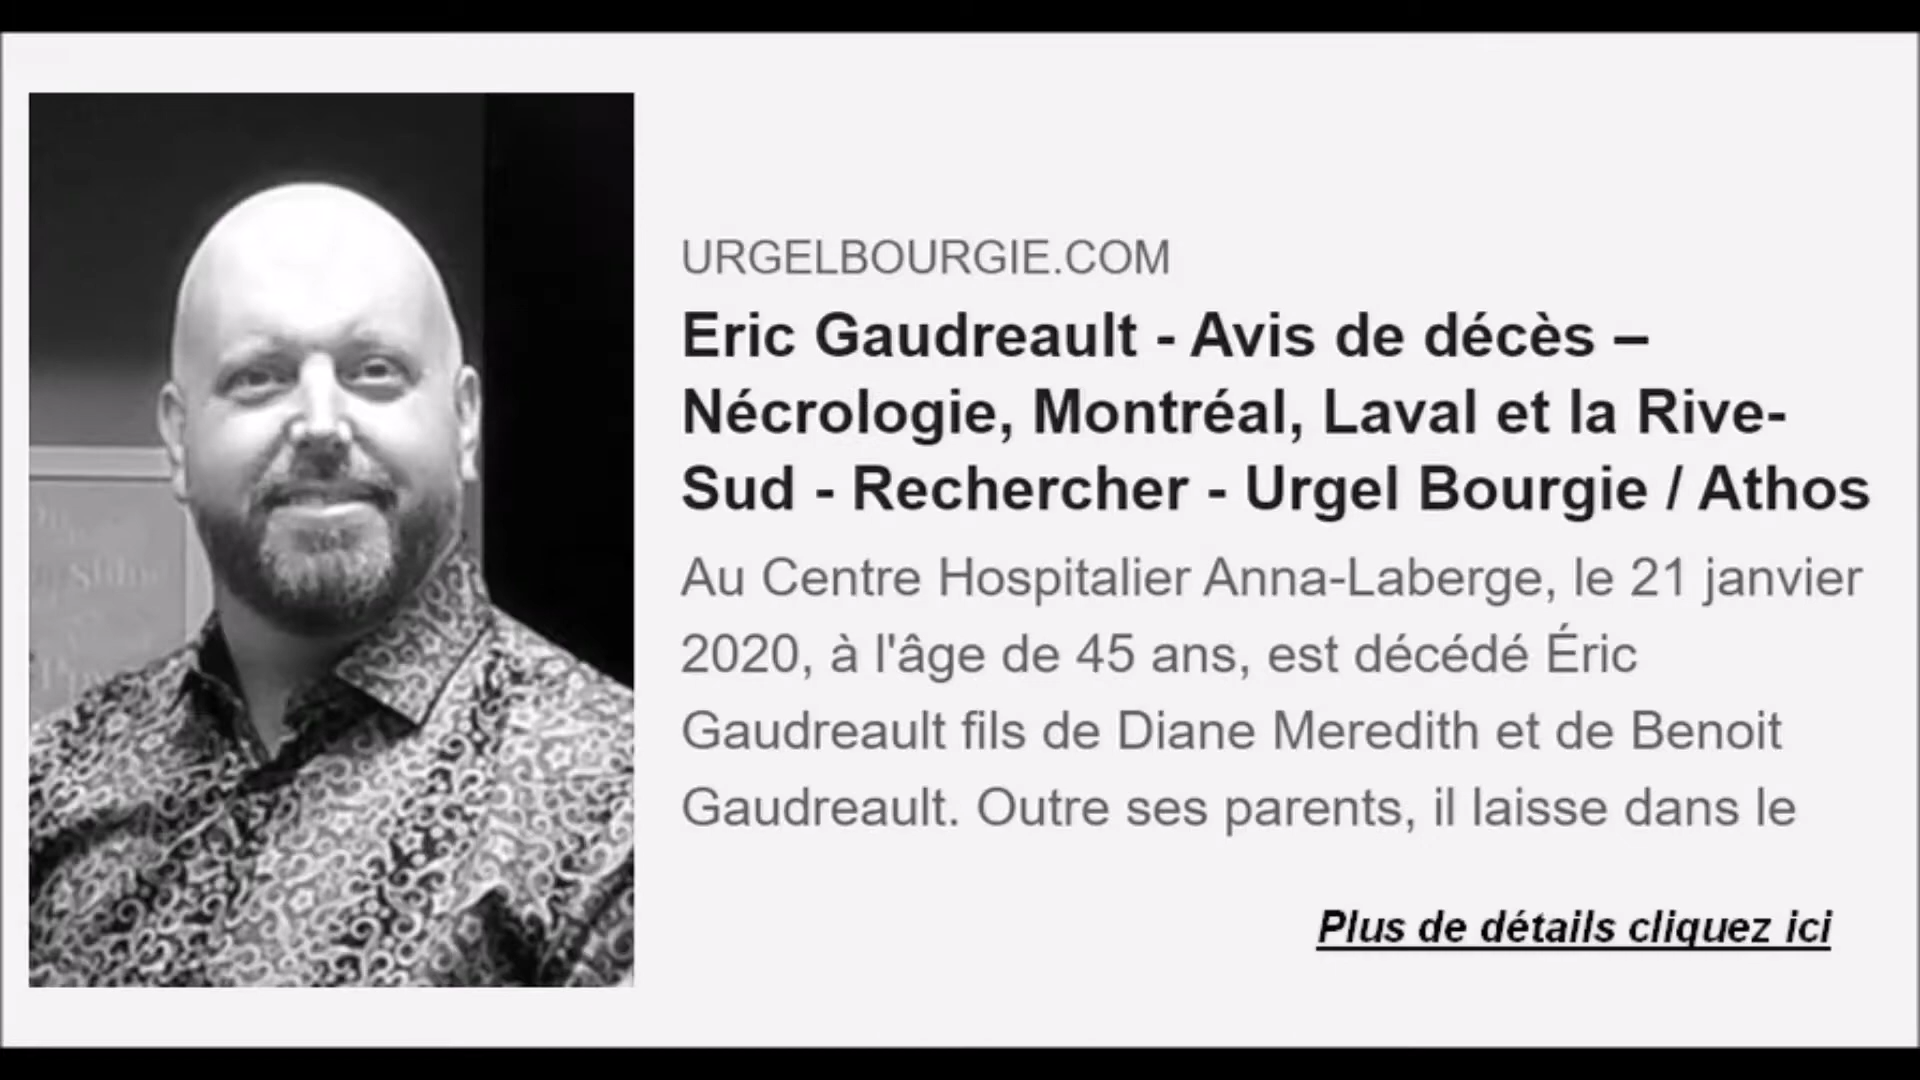 URGELBOURGIE.COM
Eric Gaudreault - Avis de décès –
Nécrologie, Montréal, Laval et la Rive-
Sud - Rechercher - Urgel Bourgie / Athos
Au Centre Hospitalier Anna-Laberge, le 21 janvier
2020, à l'âge de 45 ans, est décédé Éric
Gaudreault fils de Diane Meredith et de Benoit
Gaudreault. Outre ses parents, il laisse dans le
Plus de détails cliquez ici